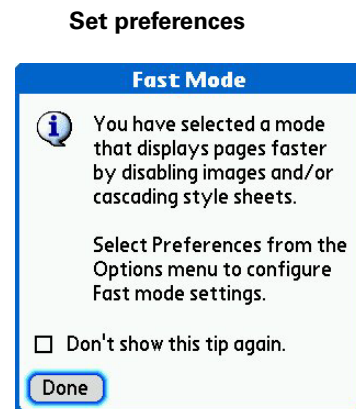 Set preferences
Fast Mode
You have selected a mode
that displays pages faster
by disabling images and/or
cascading style sheets.
Select Preferences from the
Options menu to configure
Fast mode settings.
Don't show this tip again.
Done